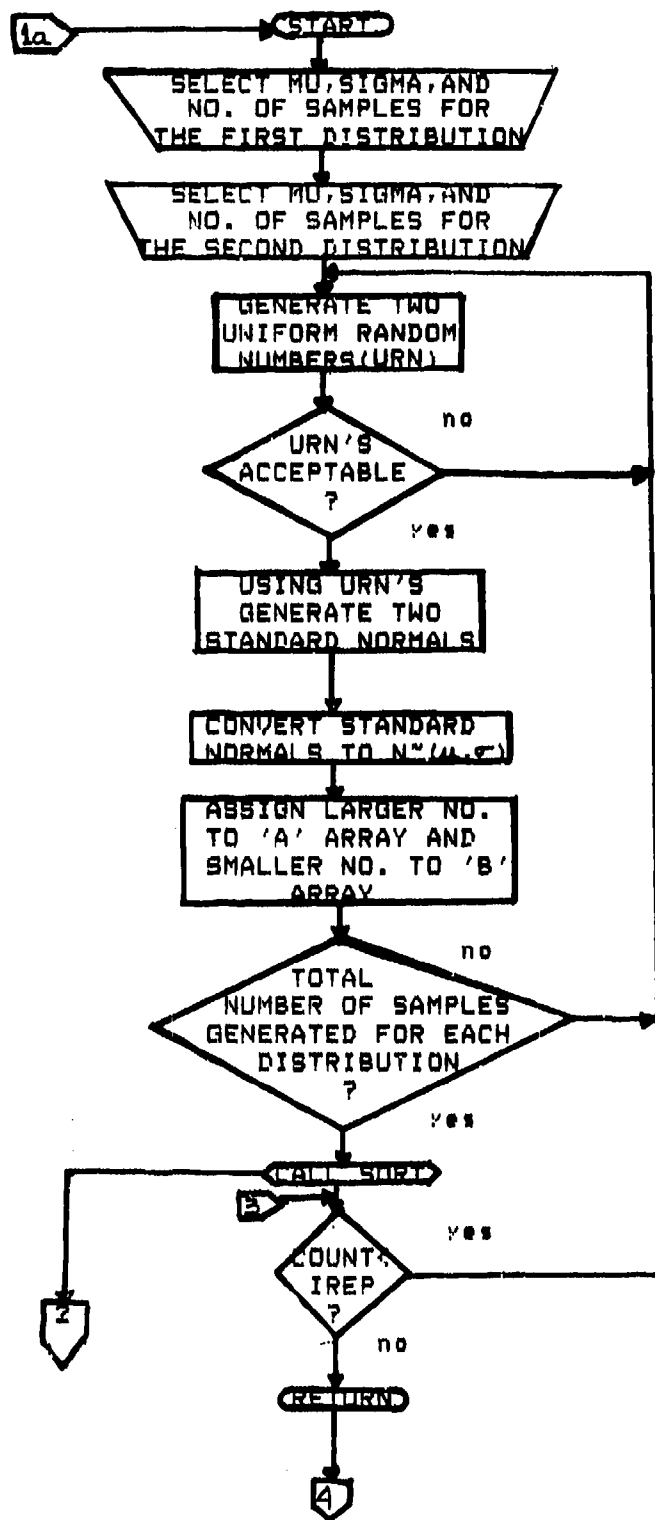 1a
START
SELECT MU, SIGMA, AND
NO. OF SAMPLES FOR
THE FIRST DISTRIBUTION
SELECT MU, SIGMA, AND
NO. OF SAMPLES FOR
THE SECOND DISTRIBUTION
GENERATE TWO
UNIFORM RANDOM
NUMBERS(URN)
no
URN'S
ACCEPTABLE
?
yes
USING URN'S
GENERATE TWO
STANDARD NORMALS
CONVERT STANDARD
NORMALS TO N~(μ,σ)
ASSIGN LARGER NO.
TO 'A' ARRAY AND
SMALLER NO. TO 'B'
ARRAY
no
TOTAL
NUMBER OF SAMPLES
GENERATED FOR EACH
DISTRIBUTION
?
yes
CALL SORT
3
yes
COUNT<
IREP
?
2
no
RETURN
4